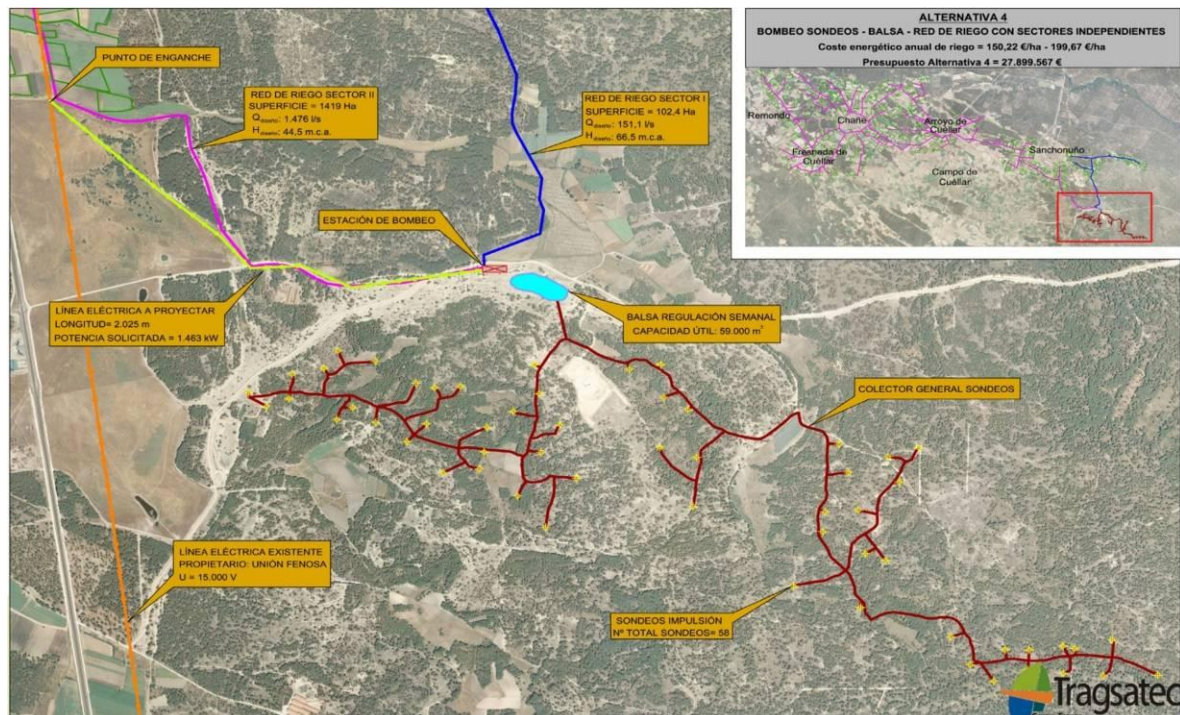 ALTERNATIVA 4
BOMBEO SONDEOS - BALSA - RED DE RIEGO CON SECTORES INDEPENDIENTES
Coste energético anual de riego = 150,22 €/ha - 199,67 €/ha
Presupuesto Alternativa 4 = 27.899.567 €
Remondo
Chañe
Arroyo de
Cuéllar
Fresneda de
Cuéllar
Campo de
Cuéllar
Sanchonuño
PUNTO DE ENGANCHE
RED DE RIEGO SECTOR II
SUPERFICIE = 1419 Ha
Qdiseño: 1.476 l/s
Hdiseño: 44,5 m.c.a.
RED DE RIEGO SECTOR I
SUPERFICIE = 102,4 Ha
Qdiseño: 151,1 l/s
Hdiseño: 66,5 m.c.a.
ESTACIÓN DE BOMBEO
LÍNEA ELÉCTRICA A PROYECTAR
LONGITUD= 2.025 m
POTENCIA SOLICITADA = 1.463 kW
BALSA REGULACIÓN SEMANAL
CAPACIDAD ÚTIL: 59.000 m³
COLECTOR GENERAL SONDEOS
LÍNEA ELÉCTRICA EXISTENTE
PROPIETARIO: UNIÓN FENOSA
U = 15.000 V
SONDEOS IMPULSIÓN
Nº TOTAL SONDEOS= 58
Tragsatec